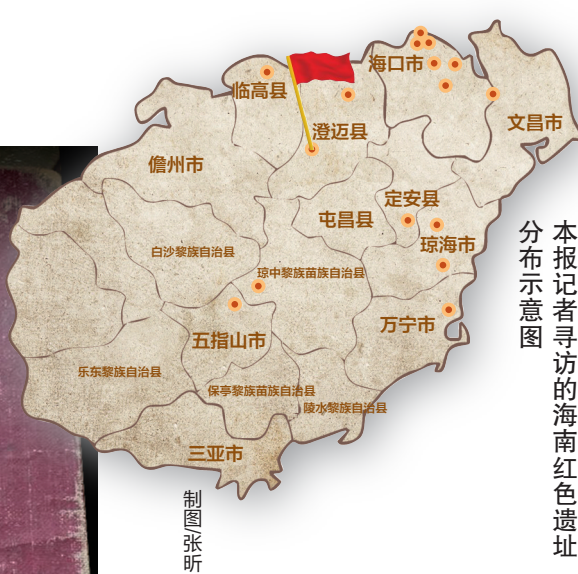 海口市
临高县
文昌市
澄迈县
儋州市
定安县
屯昌县
琼海市
白沙黎族自治县
琼中黎族苗族自治县
万宁市
五指山市
乐东黎族自治县
保亭黎族苗族自治县
陵水黎族自治县
三亚市
本报记者寻访的海南红色遗址
分布示意图
制图/张昕